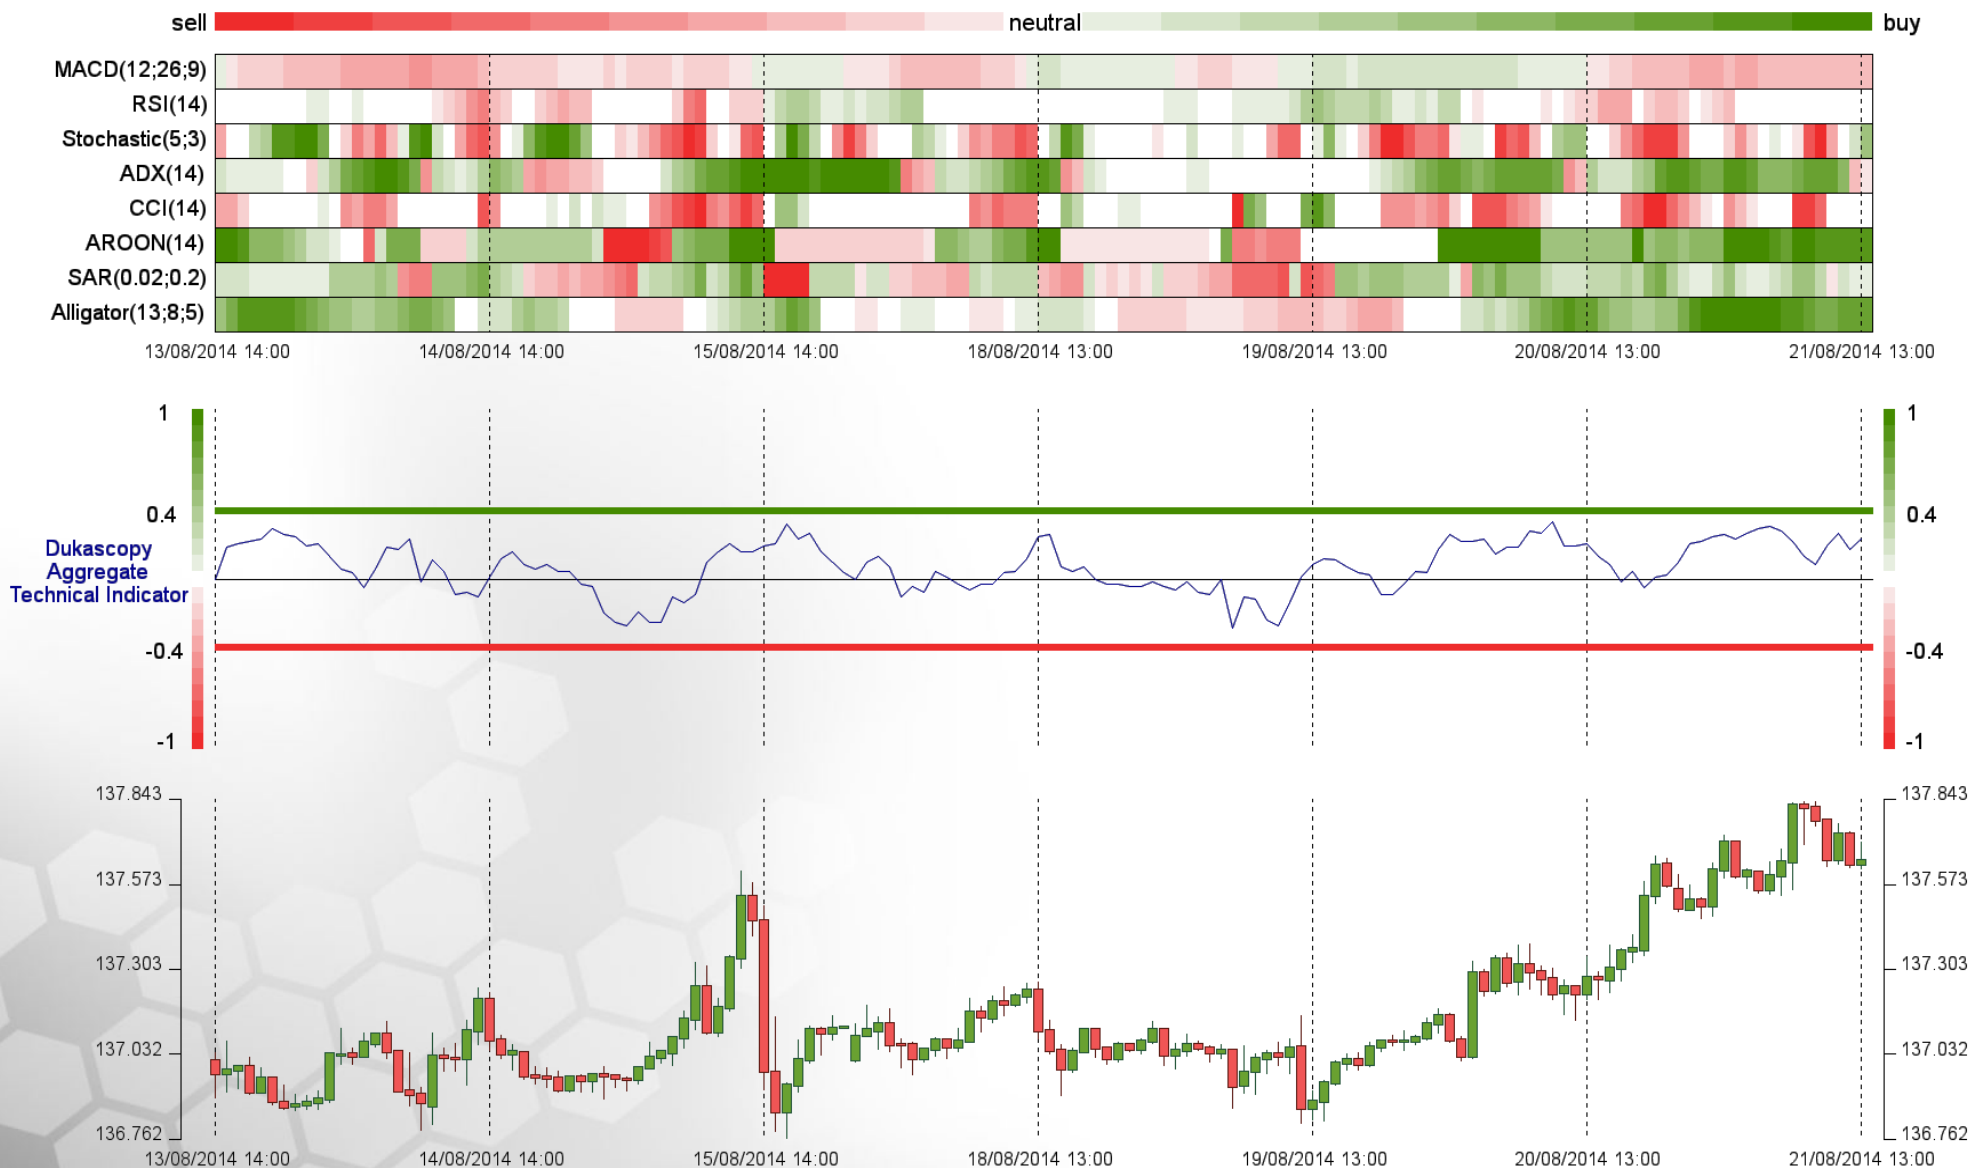 sell neutral buy
MACD(12;26;9)
RSI(14)
Stochastic(5;3)
ADX(14)
CCI(14)
AROON(14)
SAR(0.02;0.2)
Alligator(13;8;5)
13/08/2014 14:00 14/08/2014 14:00 15/08/2014 14:00 18/08/2014 13:00 19/08/2014 13:00 20/08/2014 13:00 21/08/2014 13:00
1 1
0.4 0.4
Dukascopy
Aggregate
Technical Indicator
-0.4 -0.4
-1 -1
137.843 137.843
137.573 137.573
137.303 137.303
137.032 137.032
136.762 136.762
13/08/2014 14:00 14/08/2014 14:00 15/08/2014 14:00 18/08/2014 13:00 19/08/2014 13:00 20/08/2014 13:00 21/08/2014 13:00